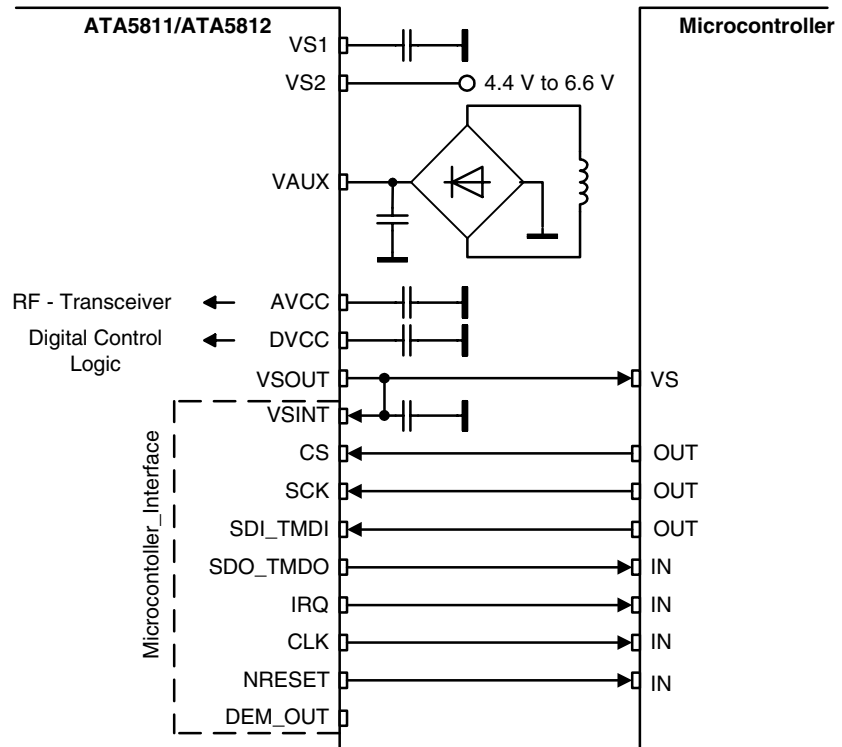 ATA5811/ATA5812
Microcontroller
VS1
VS2
4.4 V to 6.6 V
VAUX
RF - Transceiver
AVCC
Digital Control
Logic
DVCC
VSOUT
VS
VSINT
Microcontoller_Interface
CS
OUT
SCK
OUT
SDI_TMDI
OUT
SDO_TMDO
IN
IRQ
IN
CLK
IN
NRESET
IN
DEM_OUT